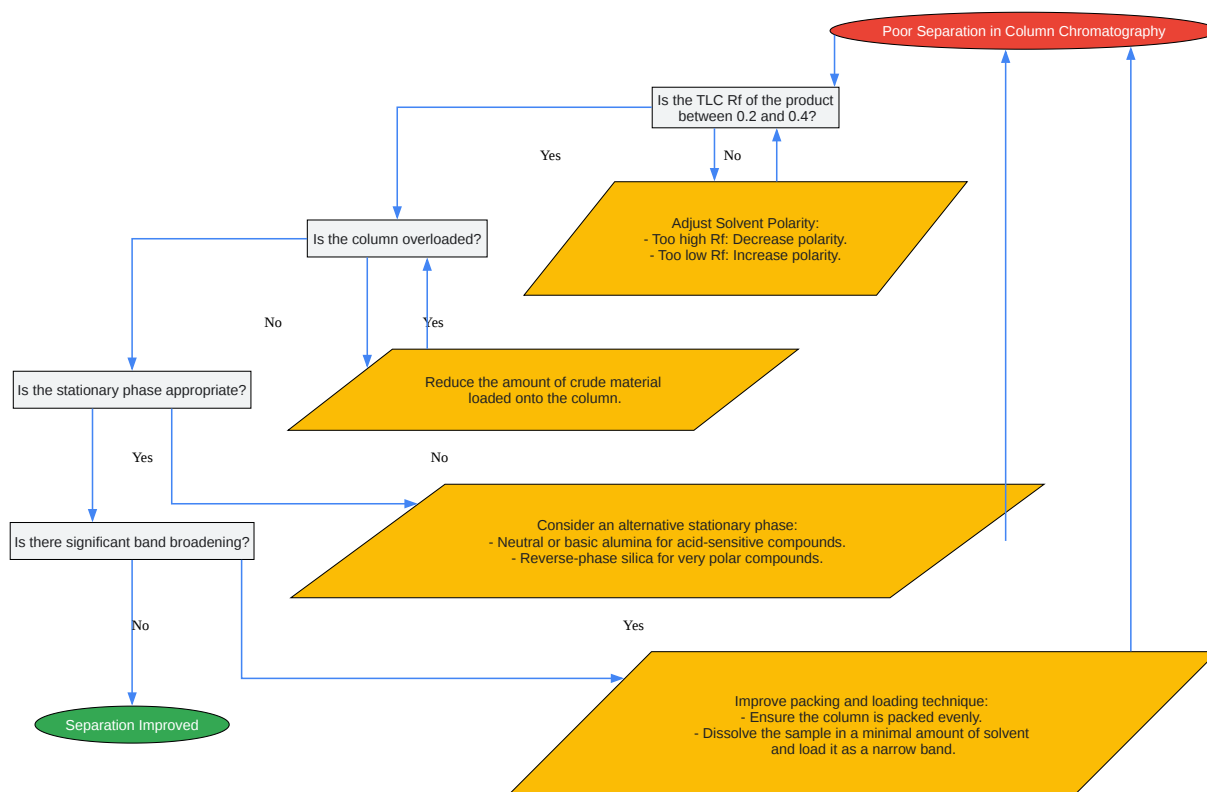 Poor Separation in Column Chromatography
Is the TLC Rf of the product
between 0.2 and 0.4?
Yes
No
Adjust Solvent Polarity:
- Too high Rf: Decrease polarity.
- Too low Rf: Increase polarity.
Is the column overloaded?
No
Yes
Reduce the amount of crude material
loaded onto the column.
Is the stationary phase appropriate?
Yes
No
Consider an alternative stationary phase:
- Neutral or basic alumina for acid-sensitive compounds.
- Reverse-phase silica for very polar compounds.
Is there significant band broadening?
No
Yes
Improve packing and loading technique:
- Ensure the column is packed evenly.
- Dissolve the sample in a minimal amount of solvent
and load it as a narrow band.
Separation Improved